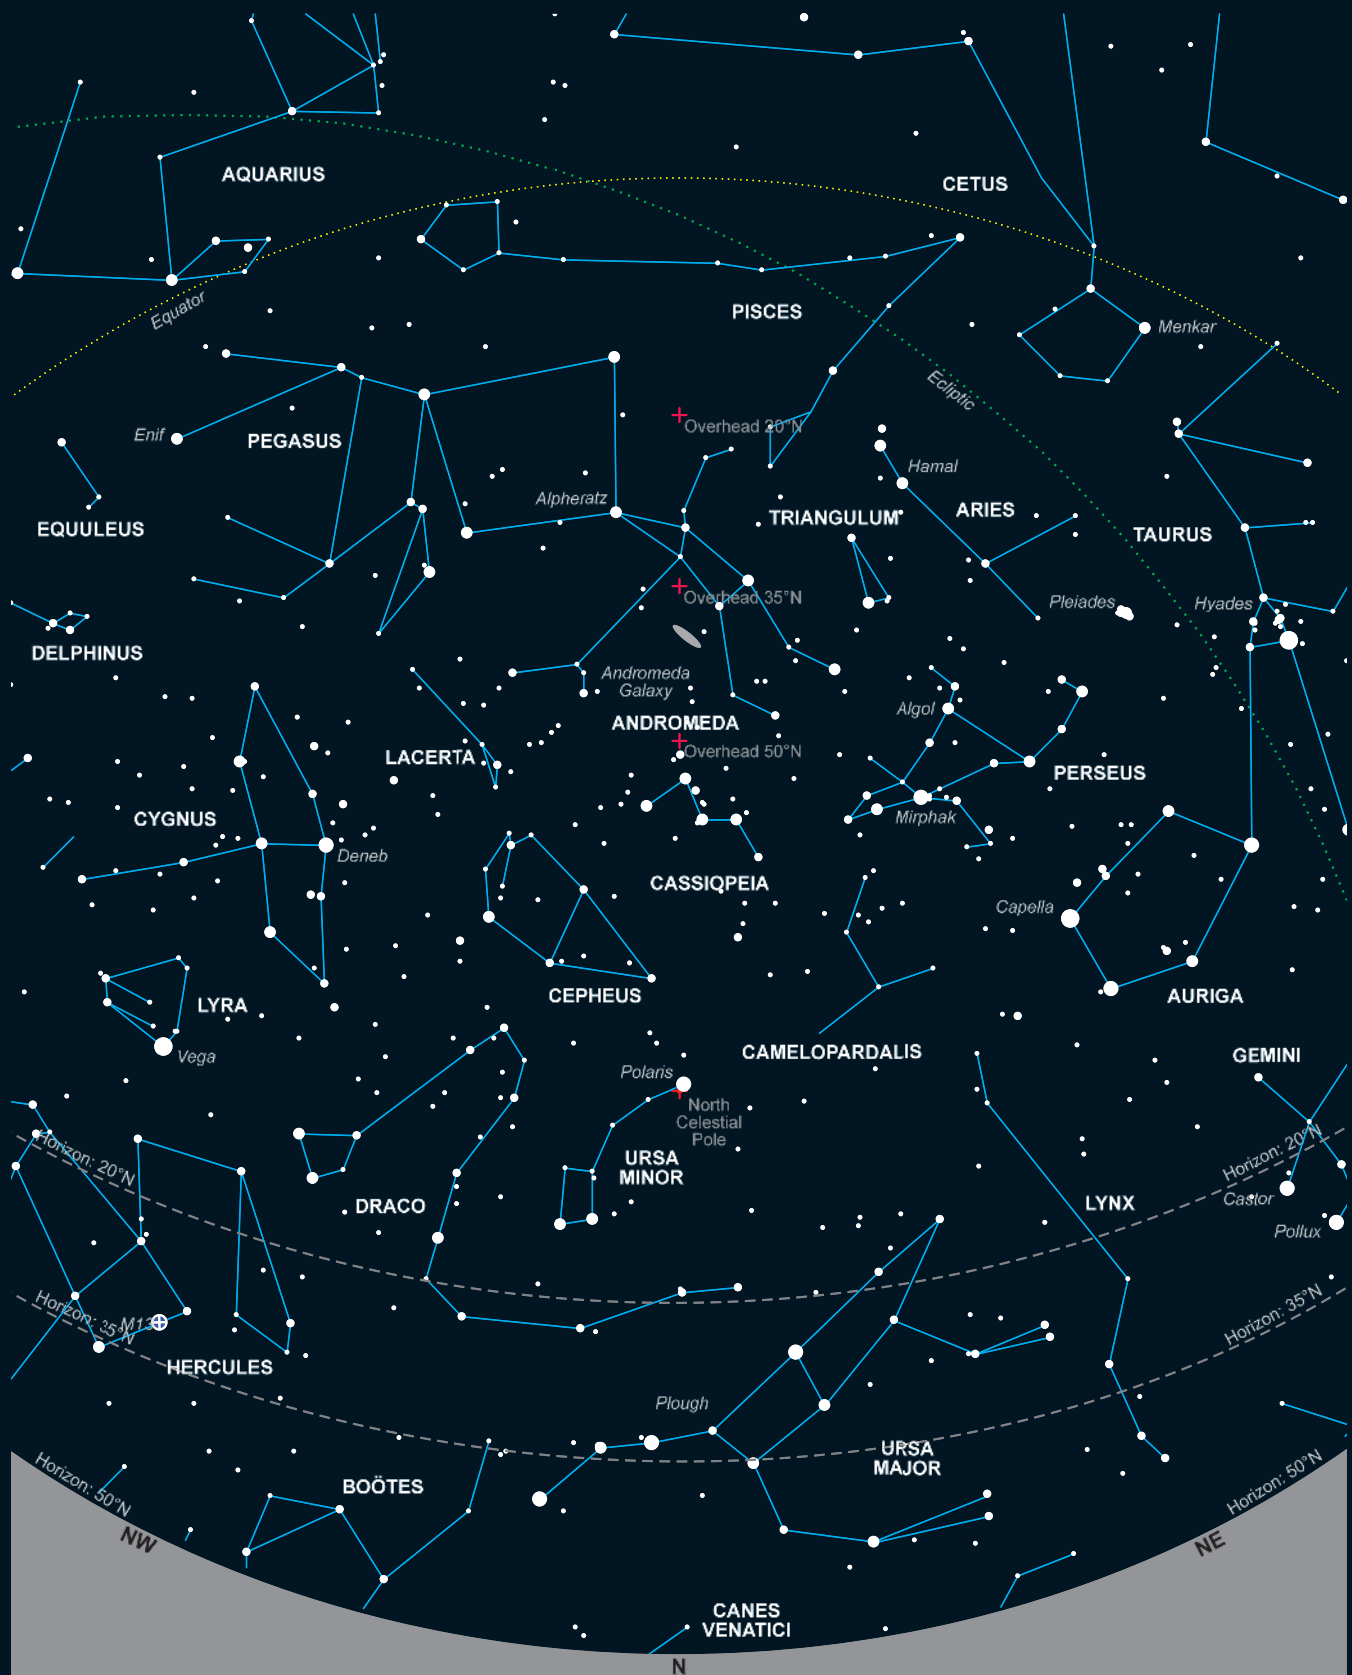 AQUARIUS
CETUS
Equator
PISCES
Menkar
Ecliptic
Overhead 20°N
Enif
PEGASUS
Hamal
Alpheratz
ARIES
EQUULEUS
TRIANGULUM
TAURUS
Overhead 35°N
Pleiades
Hyades
DELPHINUS
Andromeda
Galaxy
Algol
ANDROMEDA
LACERTA
Overhead 50°N
PERSEUS
CYGNUS
Mirphak
Deneb
CASSIOPEIA
Capella
LYRA
CEPHEUS
AURIGA
Vega
CAMELOPARDALIS
GEMINI
Polaris
North
Celestial
Pole
Horizon: 20°N
Horizon: 20°N
URSA
MINOR
DRACO
LYNX
Castor
Pollux
Horizon: 35°N
M13
Horizon: 35°N
HERCULES
Plough
URSA
MAJOR
Horizon: 50°N
BOÖTES
Horizon: 50°N
NW
NE
CANES
VENATICI
N